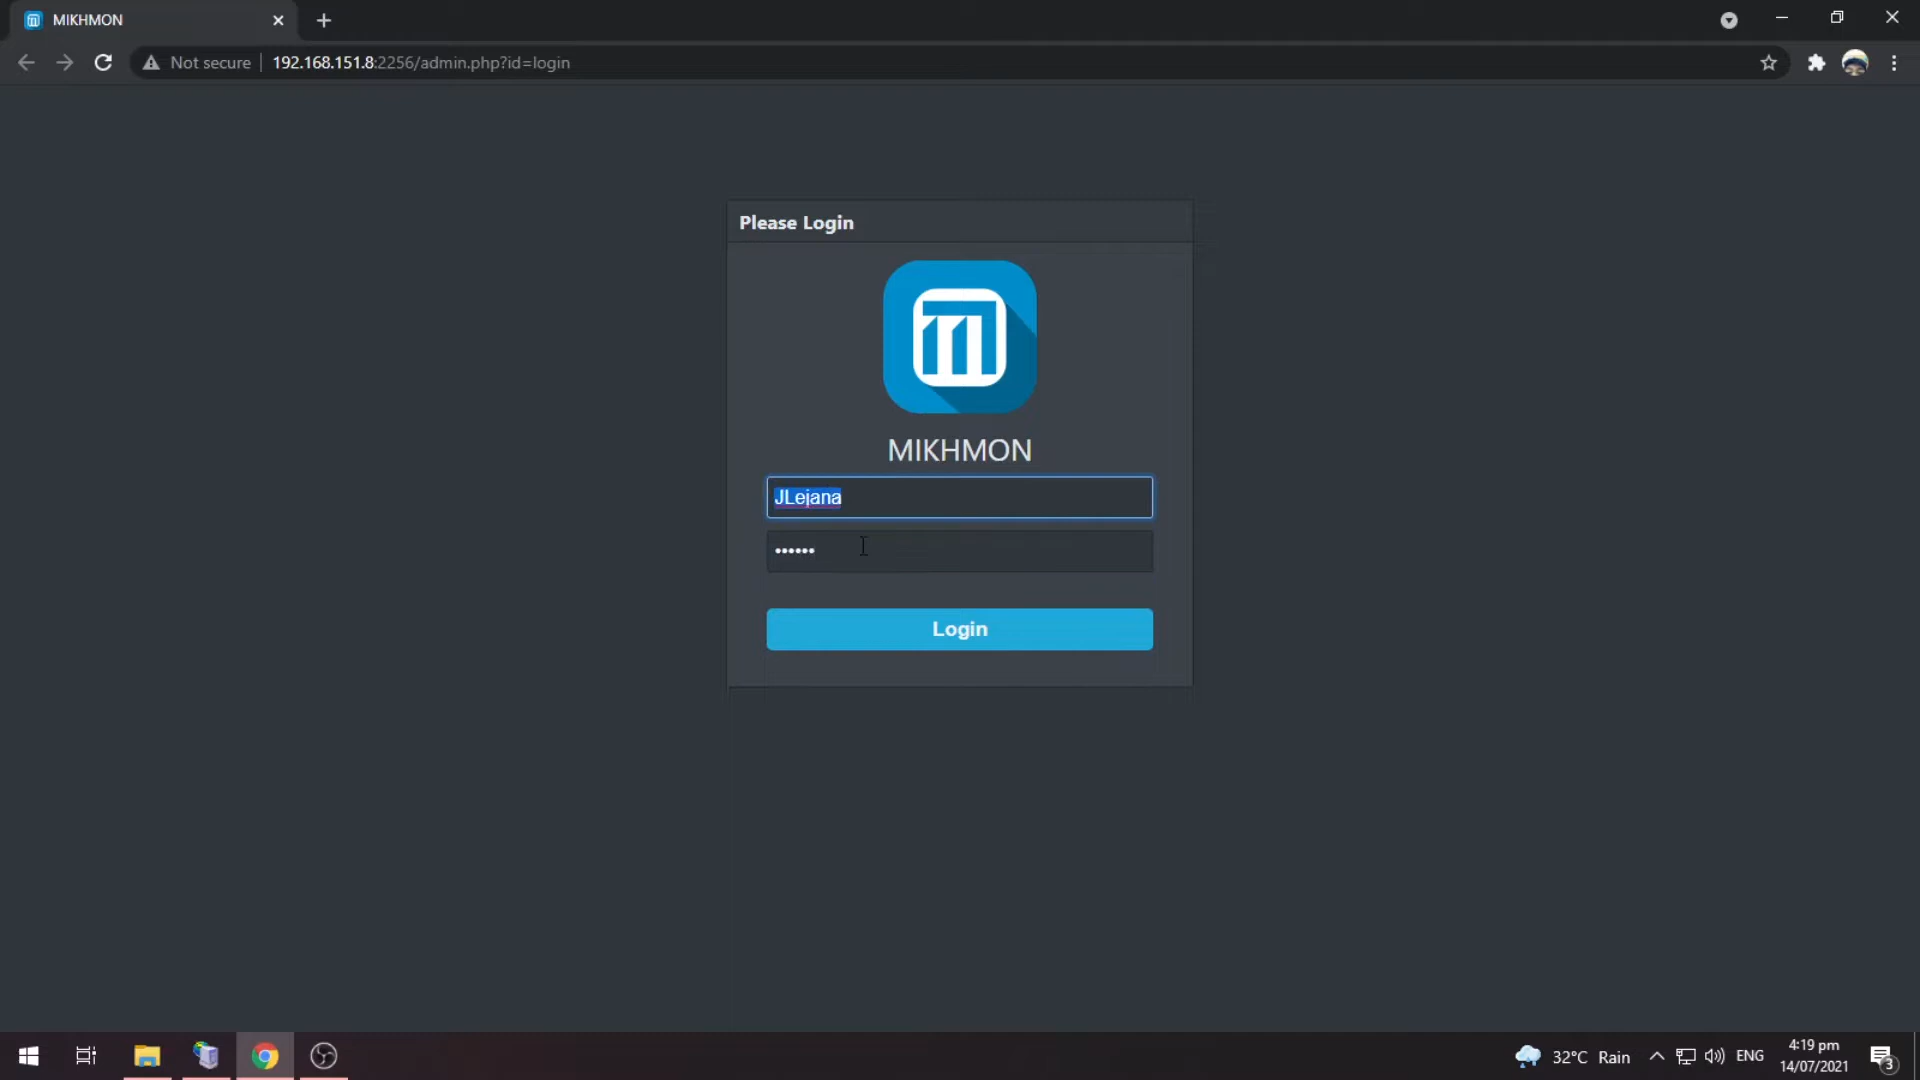 MIKHMON
Not secure
192.168.151.8:2256/admin.php?id=login
Please Login
MIKHMON
JLejana
••••••
Login
32°C Rain
ENG
4:19 pm
14/07/2021
3